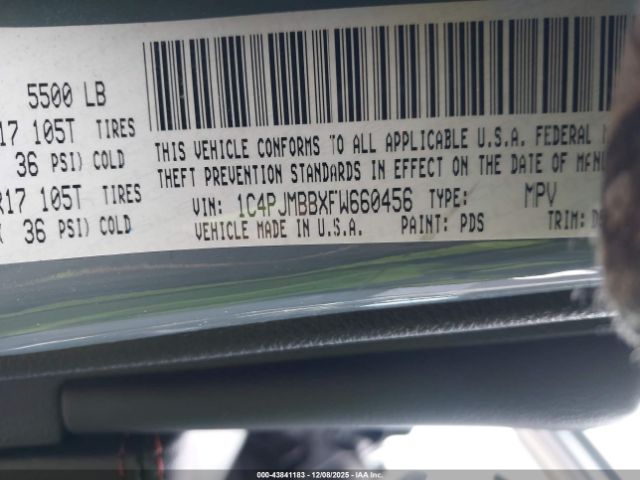 5500 LB
17 105T TIRES
36 PSI) COLD
R17 105T TIRES
( 36 PSI) COLD
THIS VEHICLE CONFORMS TO ALL APPLICABLE U.S.A. FEDERAL
THEFT PREVENTION STANDARDS IN EFFECT ON THE DATE OF MFNU
VIN: 1C4PJMBBXFW660456 TYPE: MPV
VEHICLE MADE IN U.S.A. PAINT: PDS TRIM:
000-43841183 - 12/08/2025 - Copyright IAA, Inc.